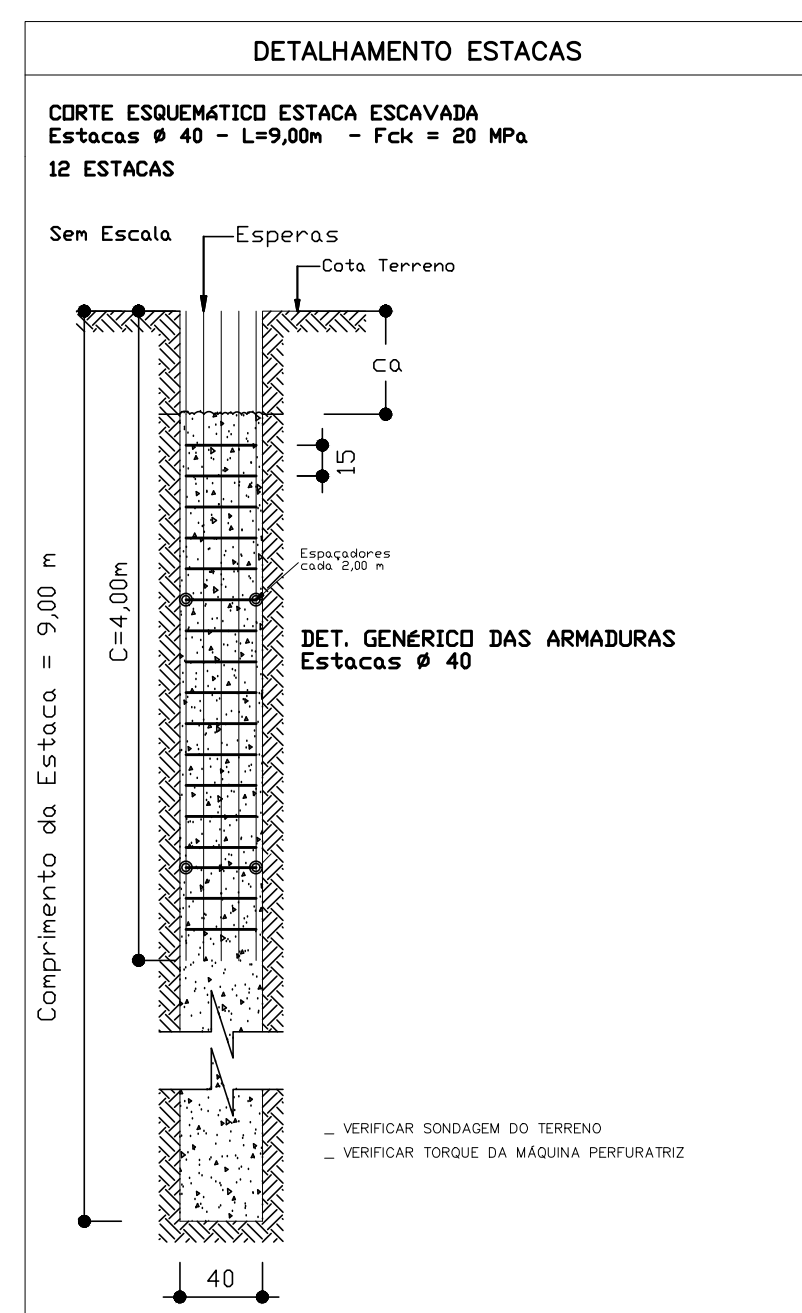 DETALHAMENTO ESTACAS
CORTE ESQUEMÁTICO ESTACA ESCAVADA
Estacas Ø 40 - L=9,00m - Fck = 20 MPa
12 ESTACAS
Sem Escala
Esperas
Cota Terreno
ca
15
Espaçadores
cada 2,00 m
C=4,00m
Comprimento da Estaca = 9,00 m
DET. GENÉRICO DAS ARMADURAS
Estacas Ø 40
_ VERIFICAR SONDAGEM DO TERRENO
_ VERIFICAR TORQUE DA MÁQUINA PERFURATRIZ
40